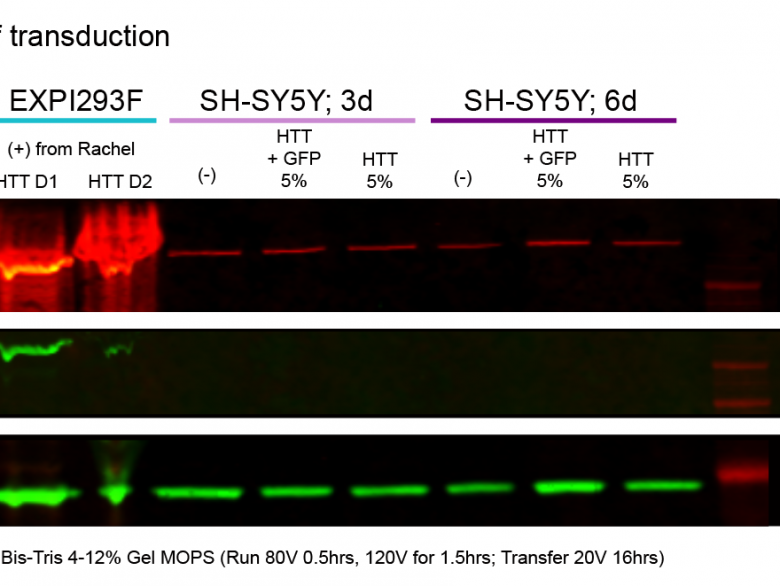 f transduction
EXPI293F
SH-SY5Y; 3d
SH-SY5Y; 6d
(+) from Rachel
HTT D1
HTT D2
(-)
HTT
+ GFP
5%
HTT
5%
(-)
HTT
+ GFP
5%
HTT
5%
Bis-Tris 4-12% Gel MOPS (Run 80V 0.5hrs, 120V for 1.5hrs; Transfer 20V 16hrs)